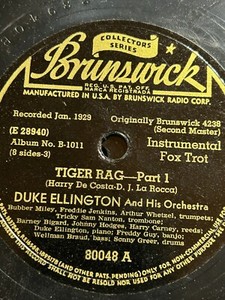 COLLECTORS
SERIES
Brunswick
REG. U.S. PAT. OFF.
MARCA REGISTRADA
MANUFACTURED IN U.S.A. BY BRUNSWICK RADIO CORP.
Recorded Jan. 1929 Originally Brunswick 4238
(E 28940) (Second Master)
Album No. B-1011 Instrumental
(8 sides-3) Fox Trot
TIGER RAG—Part 1
(Harry De Costa-D. J. La Rocca)
DUKE ELLINGTON And His Orchestra
Rubber Miley, Freddie Jenkins, Arthur Whetzel, trumpets;
Tricky Sam Nanton, trombone;
Barney Bigard, Johnny Hodges, Harry Carney, reeds;
Duke Ellington, piano; Freddy Guy, banjo;
Wellman Braud, bass; Sonny Greer, drums
80048 A